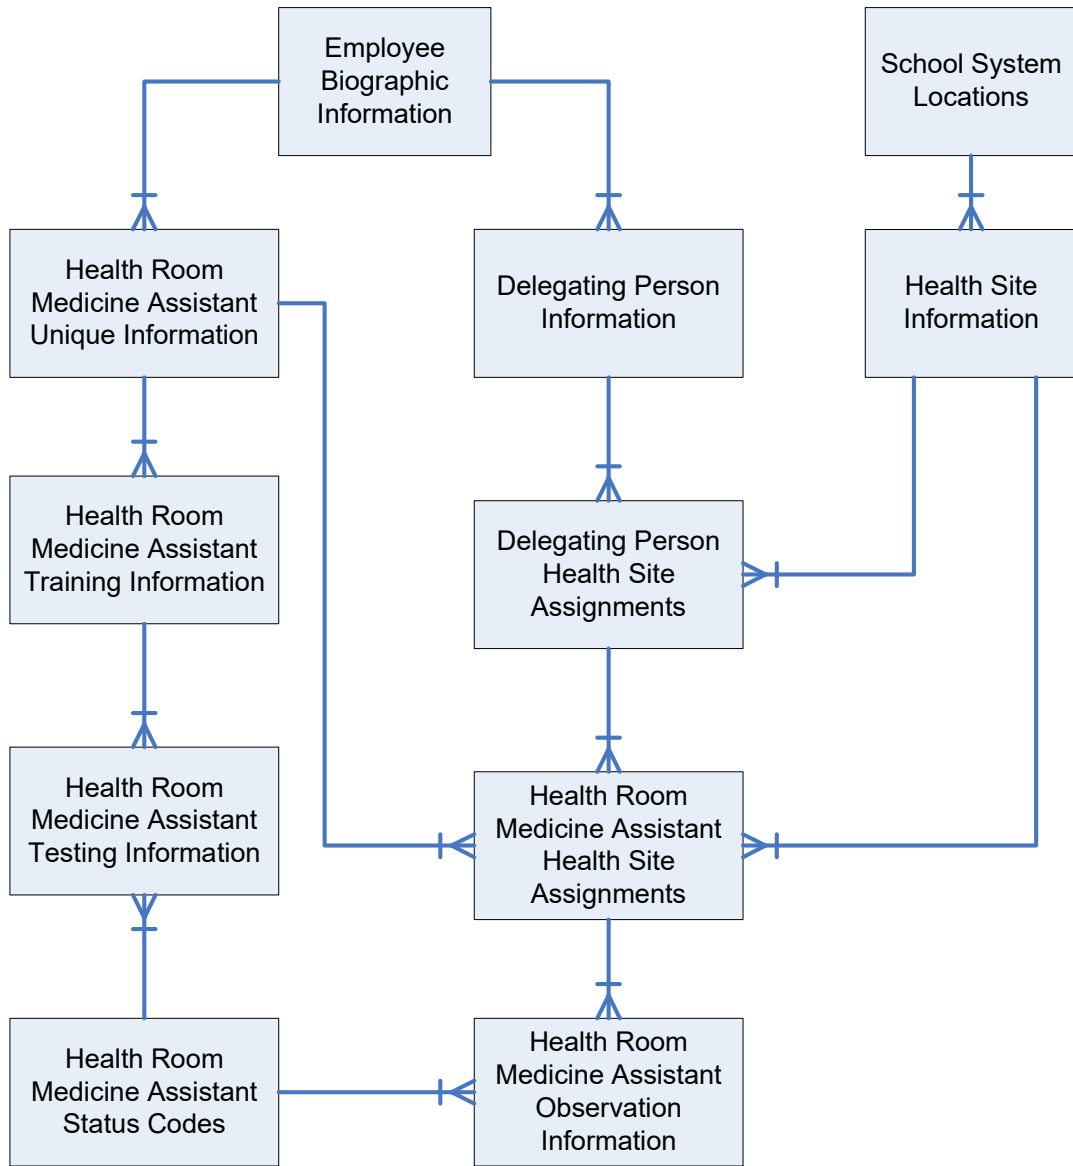 Employee
Biographic
Information
School System
Locations
Health Room
Medicine Assistant
Unique Information
Delegating Person
Information
Health Site
Information
Health Room
Medicine Assistant
Training Information
Delegating Person
Health Site
Assignments
Health Room
Medicine Assistant
Testing Information
Health Room
Medicine Assistant
Health Site
Assignments
Health Room
Medicine Assistant
Status Codes
Health Room
Medicine Assistant
Observation
Information